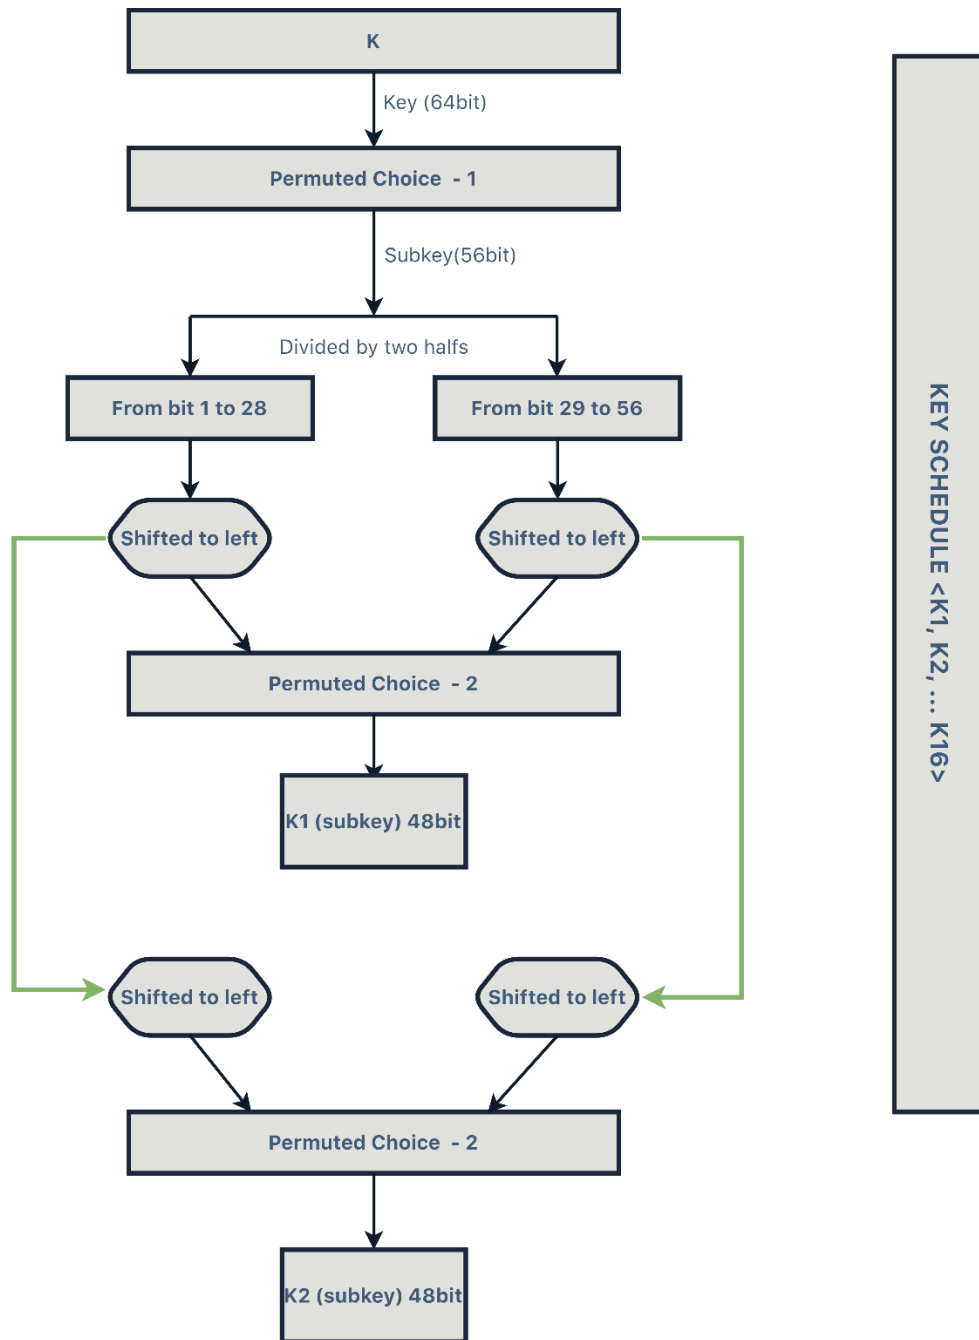 K
Key (64bit)
Permuted Choice - 1
Subkey(56bit)
Divided by two halfs
From bit 1 to 28
From bit 29 to 56
Shifted to left
Shifted to left
Permuted Choice - 2
K1 (subkey) 48bit
Shifted to left
Shifted to left
Permuted Choice - 2
K2 (subkey) 48bit
KEY SCHEDULE <K1, K2, ... K16>